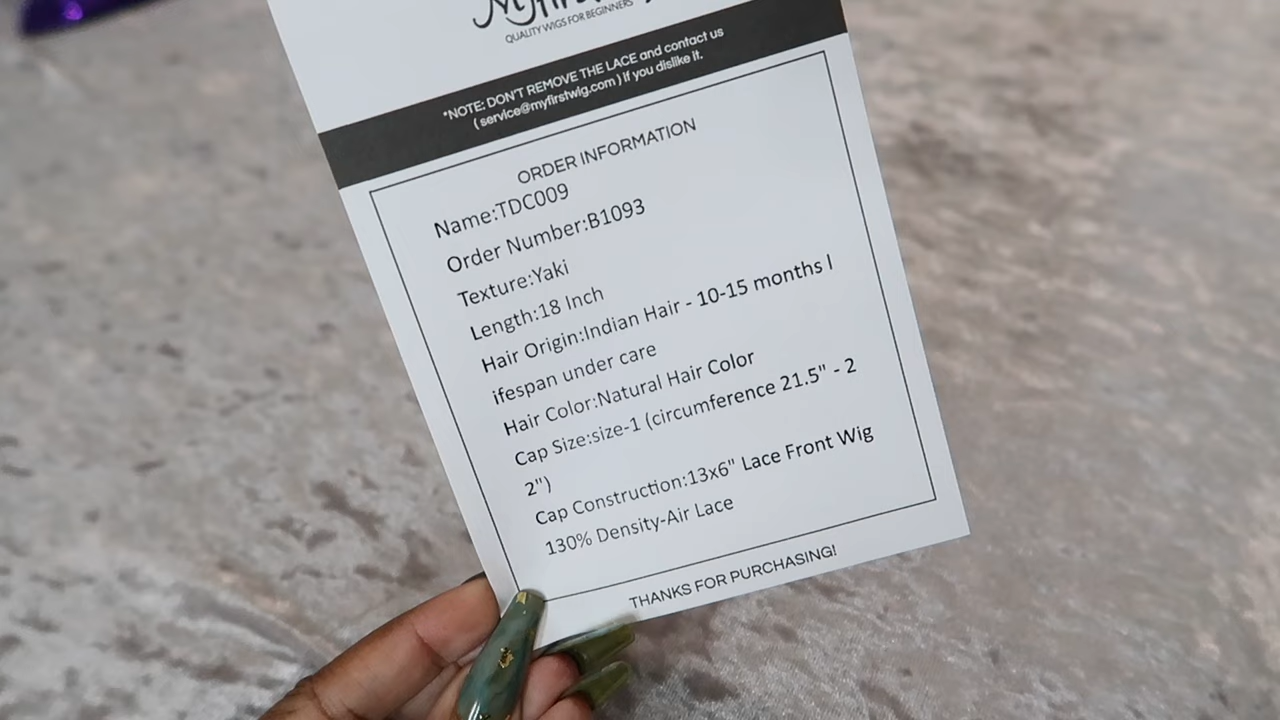 QUALITY WIGS FOR BEGINNERS
*NOTE: DON'T REMOVE THE LACE and contact us
( service@myfirstwig.com ) if you dislike it.
ORDER INFORMATION
Name:TDC009
Order Number:B1093
Texture:Yaki
Length:18 Inch
Hair Origin:Indian Hair - 10-15 months l
ifespan under care
Hair Color:Natural Hair Color
Cap Size:size-1 (circumference 21.5" - 2
2")
Cap Construction:13x6" Lace Front Wig
130% Density-Air Lace
THANKS FOR PURCHASING!